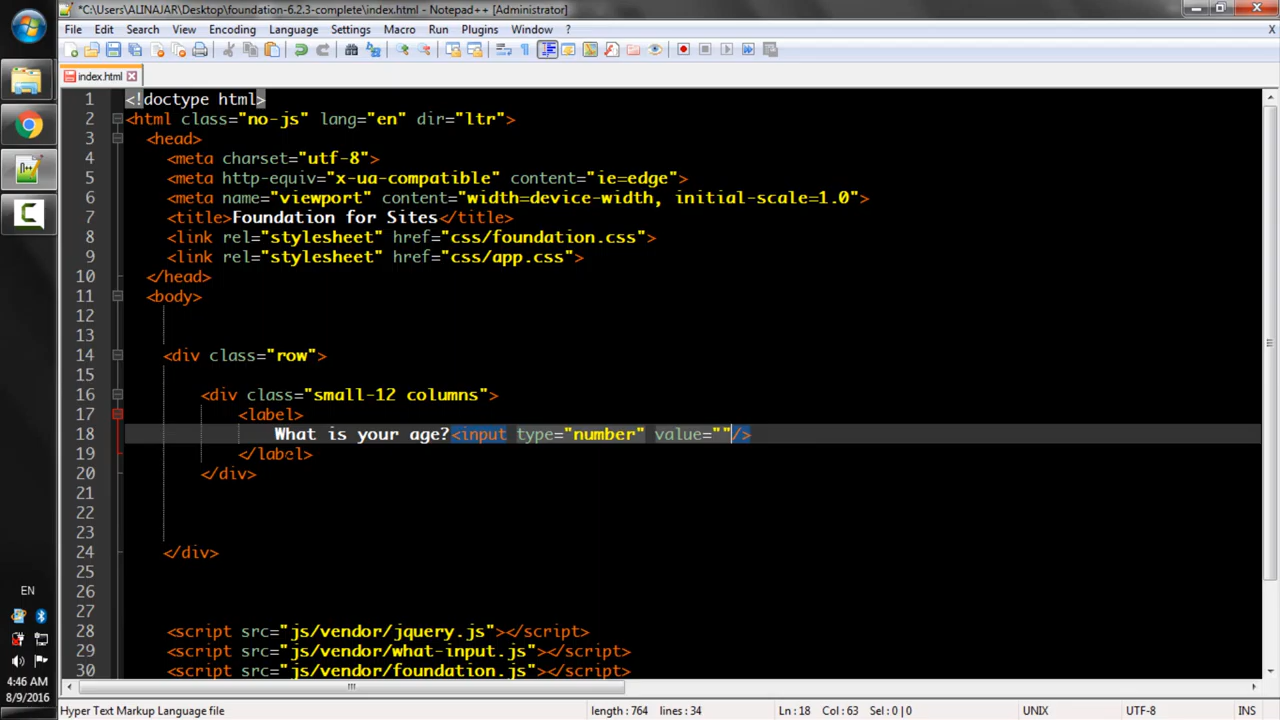 *C:\Users\ALINAJAR\Desktop\foundation-6.2.3-complete\index.html - Notepad++ [Administrator]
File Edit Search View Encoding Language Settings Macro Run Plugins Window ? X
index.html
1 <!doctype html>
2 <html class="no-js" lang="en" dir="ltr">
3 <head>
4 <meta charset="utf-8">
5 <meta http-equiv="x-ua-compatible" content="ie=edge">
6 <meta name="viewport" content="width=device-width, initial-scale=1.0">
7 <title>Foundation for Sites</title>
8 <link rel="stylesheet" href="css/foundation.css">
9 <link rel="stylesheet" href="css/app.css">
10 </head>
11 <body>
12
13
14 <div class="row">
15
16 <div class="small-12 columns">
17 <label>
18 What is your age?<input type="number" value=""/>
19 </label>
20 </div>
21
22
23
24 </div>
25
26
27
28 <script src="js/vendor/jquery.js"></script>
29 <script src="js/vendor/what-input.js"></script>
30 <script src="js/vendor/foundation.js"></script>
EN
4:46 AM
8/9/2016
Hyper Text Markup Language file length : 764 lines : 34 Ln : 18 Col : 63 Sel : 0 | 0 UNIX UTF-8 INS